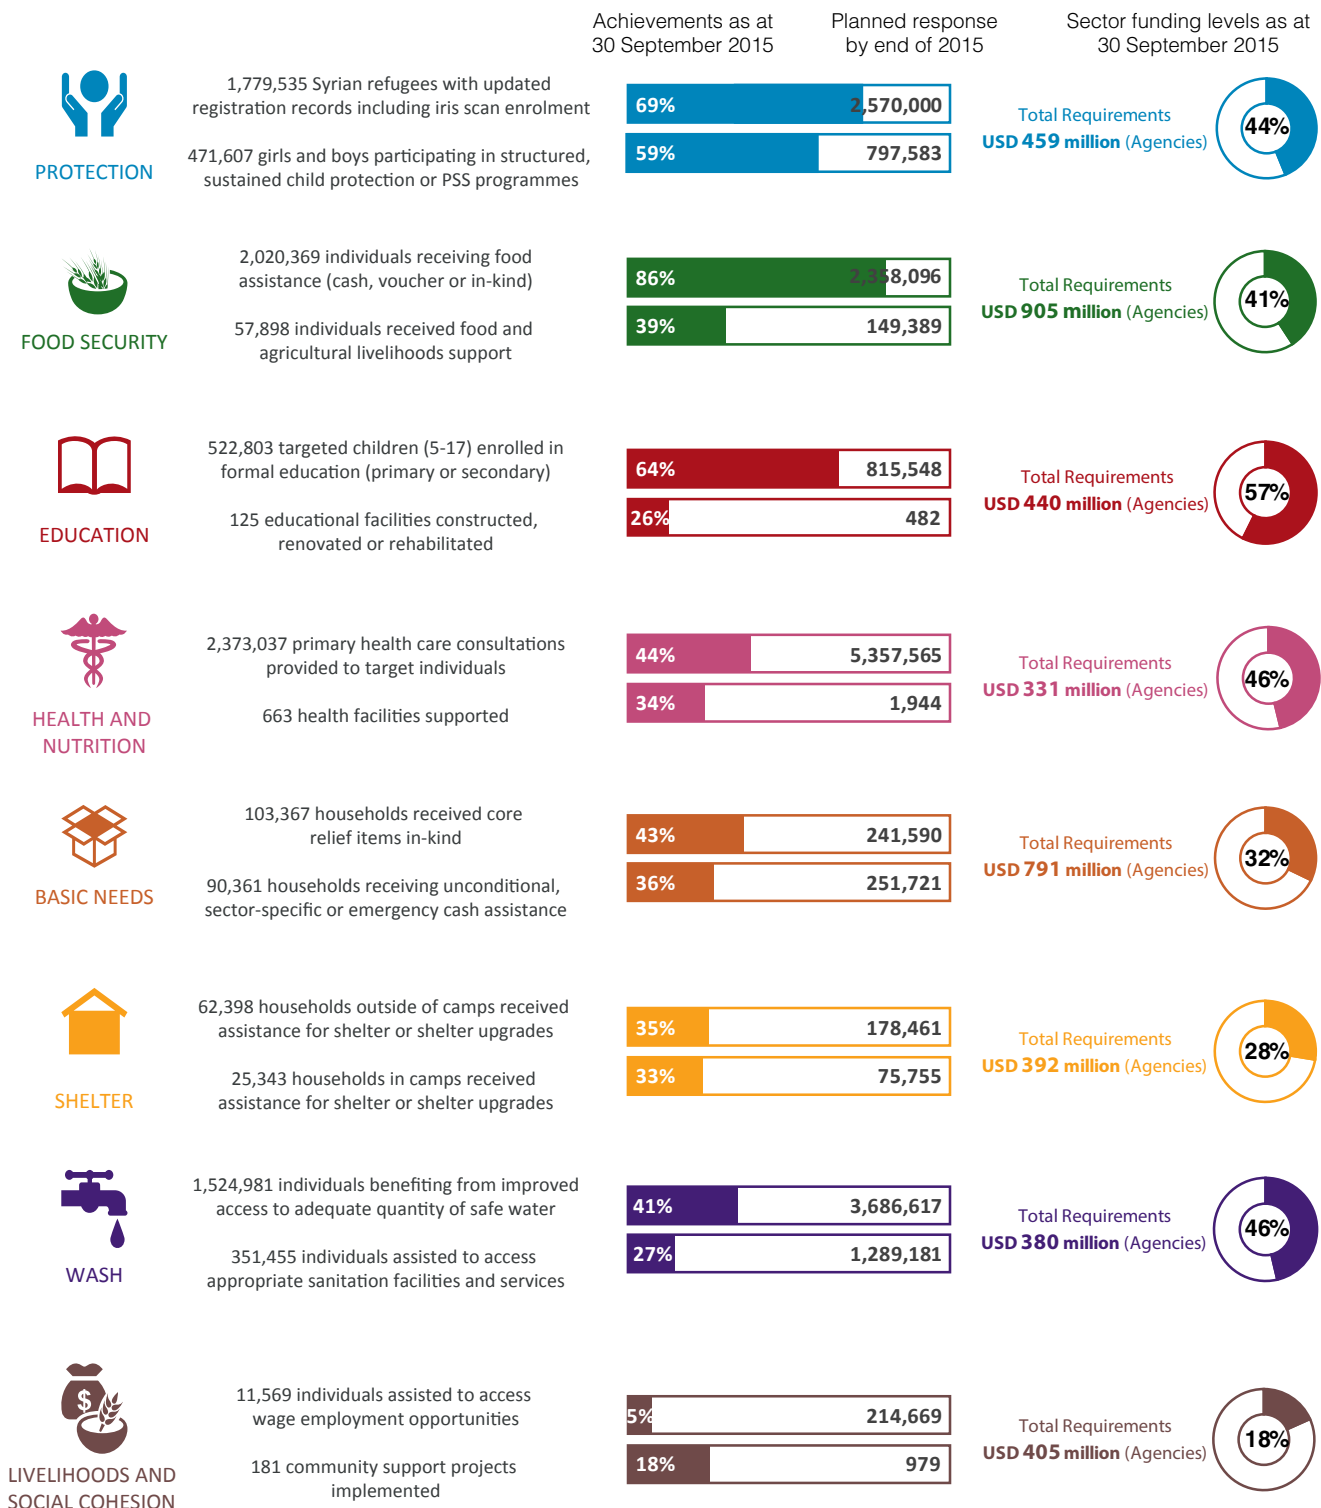 Achievements as at
30 September 2015
Planned response
by end of 2015
Sector funding levels as at
30 September 2015
PROTECTION
1,779,535 Syrian refugees with updated
registration records including iris scan enrolment
69%
2,570,000
471,607 girls and boys participating in structured,
sustained child protection or PSS programmes
59%
797,583
Total Requirements
USD 459 million (Agencies)
44%
FOOD SECURITY
2,020,369 individuals receiving food
assistance (cash, voucher or in-kind)
86%
2,358,096
57,898 individuals received food and
agricultural livelihoods support
39%
149,389
Total Requirements
USD 905 million (Agencies)
41%
EDUCATION
522,803 targeted children (5-17) enrolled in
formal education (primary or secondary)
64%
815,548
125 educational facilities constructed,
renovated or rehabilitated
26%
482
Total Requirements
USD 440 million (Agencies)
57%
HEALTH AND
NUTRITION
2,373,037 primary health care consultations
provided to target individuals
44%
5,357,565
663 health facilities supported
34%
1,944
Total Requirements
USD 331 million (Agencies)
46%
BASIC NEEDS
103,367 households received core
relief items in-kind
43%
241,590
90,361 households receiving unconditional,
sector-specific or emergency cash assistance
36%
251,721
Total Requirements
USD 791 million (Agencies)
32%
SHELTER
62,398 households outside of camps received
assistance for shelter or shelter upgrades
35%
178,461
25,343 households in camps received
assistance for shelter or shelter upgrades
33%
75,755
Total Requirements
USD 392 million (Agencies)
28%
WASH
1,524,981 individuals benefiting from improved
access to adequate quantity of safe water
41%
3,686,617
351,455 individuals assisted to access
appropriate sanitation facilities and services
27%
1,289,181
Total Requirements
USD 380 million (Agencies)
46%
$
LIVELIHOODS AND
SOCIAL COHESION
11,569 individuals assisted to access
wage employment opportunities
5%
214,669
181 community support projects
implemented
18%
979
Total Requirements
USD 405 million (Agencies)
18%